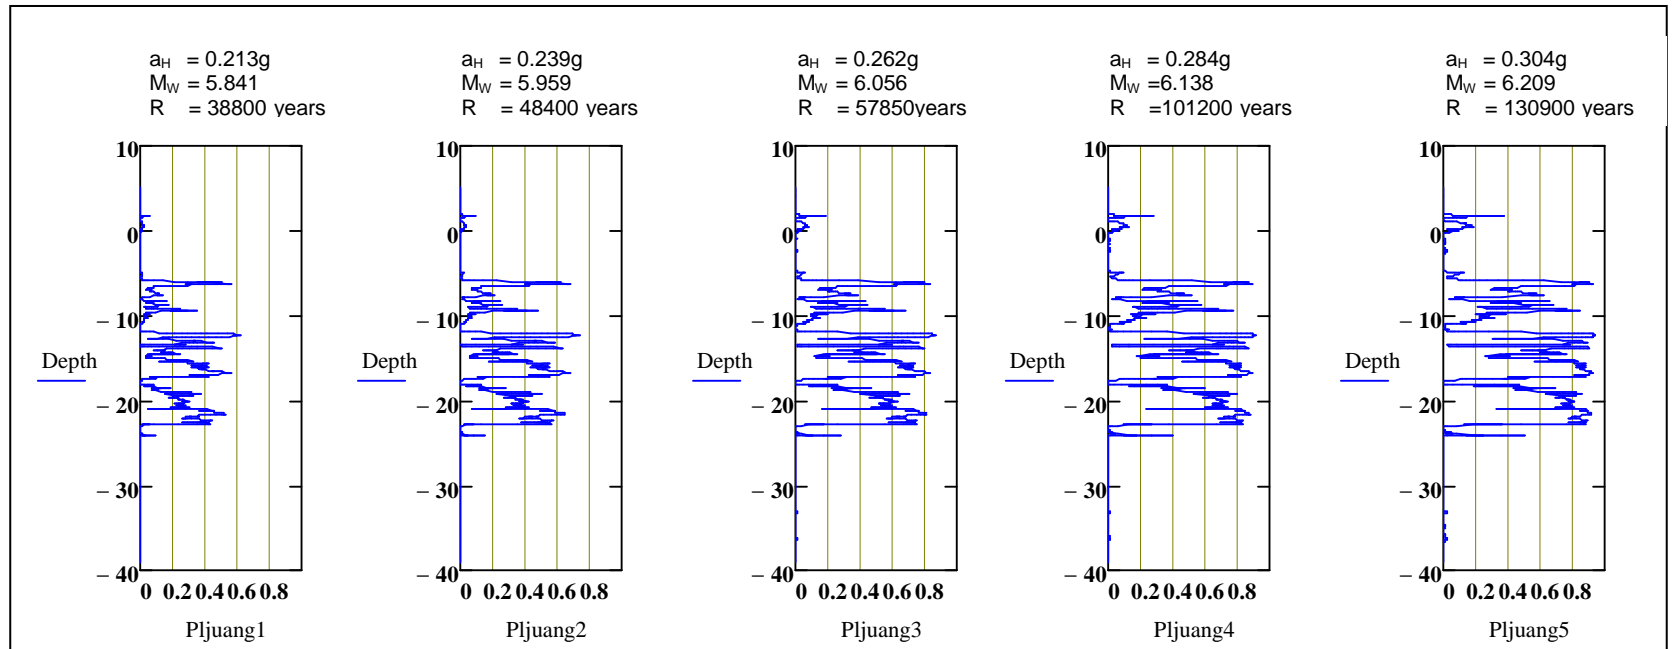 aH = 0.213g
MW = 5.841
R = 38800 years
aH = 0.239g
MW = 5.959
R = 48400 years
aH = 0.262g
MW = 6.056
R = 57850years
aH = 0.284g
MW =6.138
R =101200 years
aH = 0.304g
MW = 6.209
R = 130900 years
10
0
− 10
− 20
− 30
− 40
Depth
0 0.2 0.4 0.6 0.8
Pljuang1
10
0
− 10
− 20
− 30
− 40
Depth
0 0.2 0.4 0.6 0.8
Pljuang2
10
0
− 10
− 20
− 30
− 40
Depth
0 0.2 0.4 0.6 0.8
Pljuang3
10
0
− 10
− 20
− 30
− 40
Depth
0 0.2 0.4 0.6 0.8
Pljuang4
10
0
− 10
− 20
− 30
− 40
Depth
0 0.2 0.4 0.6 0.8
Pljuang5